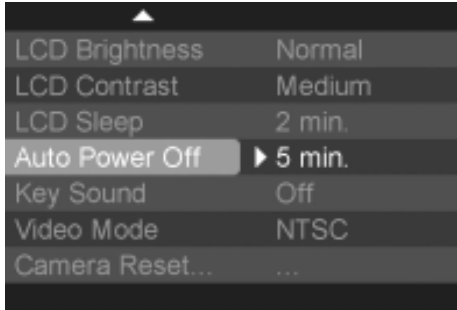 LCD Brightness Normal
LCD Contrast Medium
LCD Sleep 2 min.
Auto Power Off 5 min.
Key Sound Off
Video Mode NTSC
Camera Reset... ...